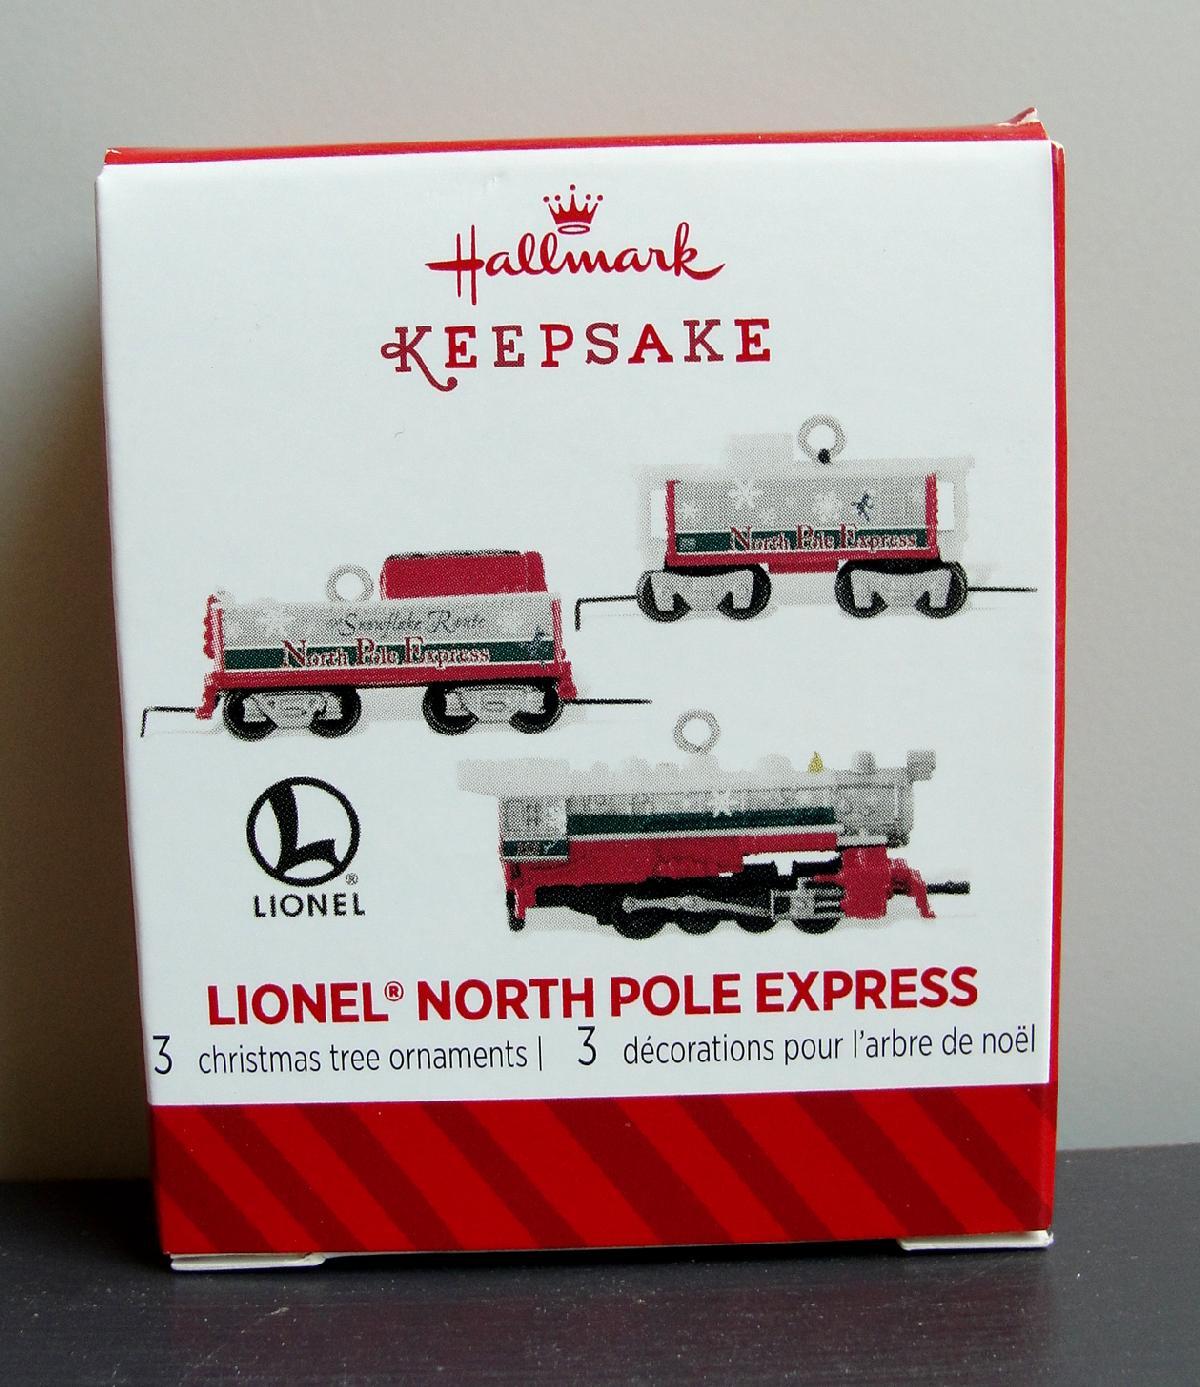 Hallmark
KEEPSAKE
North Pole Express
Snowflake Route
North Pole Express
L
®
LIONEL
LIONEL® NORTH POLE EXPRESS
3 christmas tree ornaments | 3 décorations pour l'arbre de noël